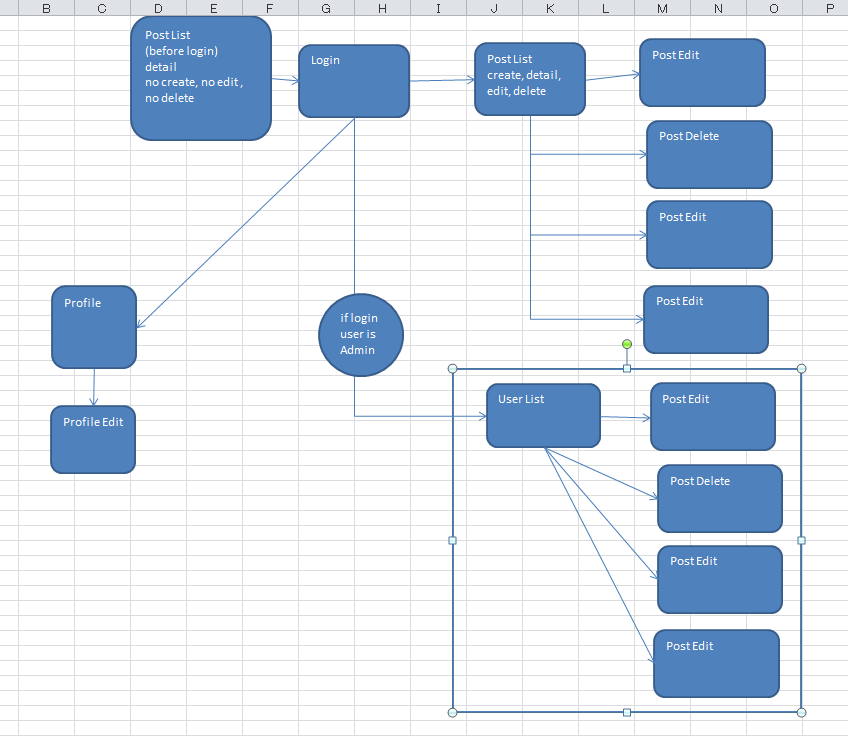 B C D E F G H I J K L M N O P
Post List
(before login)
detail
no create, no edit,
no delete
Login
Post List
create, detail,
edit, delete
Post Edit
Post Delete
Post Edit
Post Edit
Profile
Profile Edit
if login
user is
Admin
User List
Post Edit
Post Delete
Post Edit
Post Edit